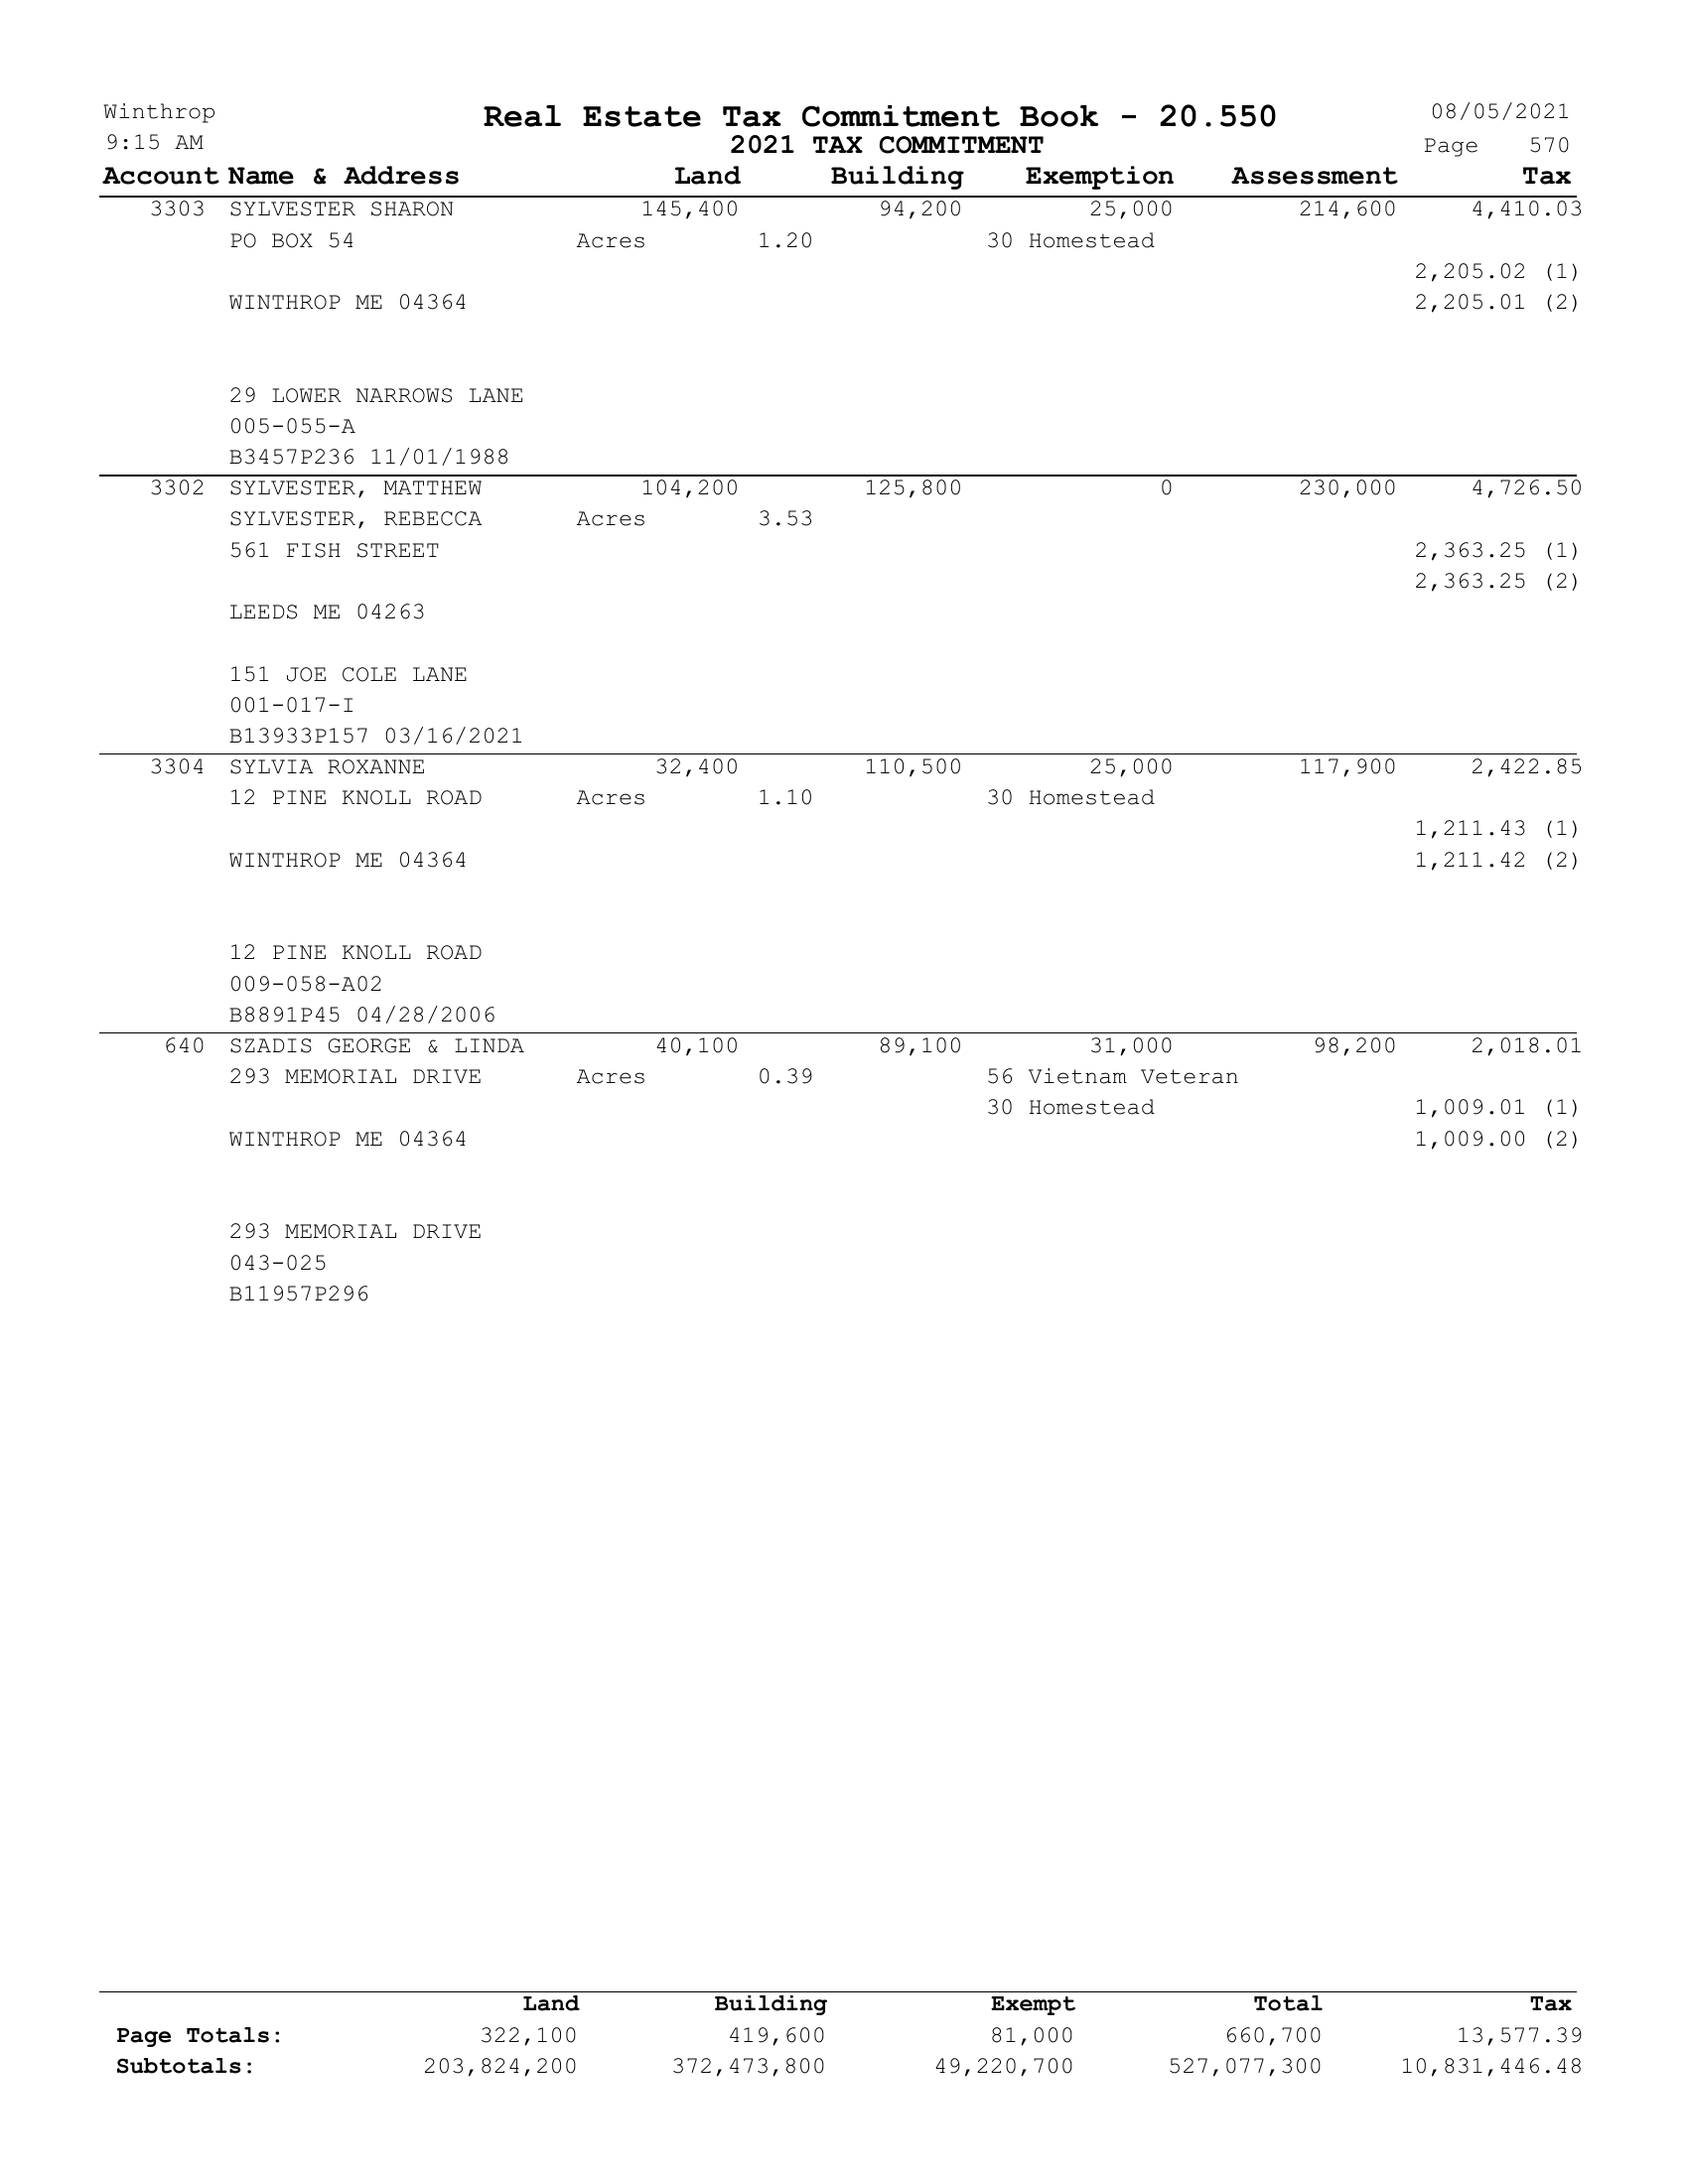 Winthrop Real Estate Tax Commitment Book - 20.550 08/05/2021
9:15 AM 2021 TAX COMMITMENT Page 570
Account Name & Address Land Building Exemption Assessment Tax
3303 SYLVESTER SHARON 145,400 94,200 25,000 214,600 4,410.03
PO BOX 54 Acres 1.20 30 Homestead
2,205.02 (1)
WINTHROP ME 04364 2,205.01 (2)
29 LOWER NARROWS LANE
005-055-A
B3457P236 11/01/1988
3302 SYLVESTER, MATTHEW 104,200 125,800 0 230,000 4,726.50
SYLVESTER, REBECCA Acres 3.53
561 FISH STREET 2,363.25 (1)
2,363.25 (2)
LEEDS ME 04263
151 JOE COLE LANE
001-017-I
B13933P157 03/16/2021
3304 SYLVIA ROXANNE 32,400 110,500 25,000 117,900 2,422.85
12 PINE KNOLL ROAD Acres 1.10 30 Homestead
1,211.43 (1)
WINTHROP ME 04364 1,211.42 (2)
12 PINE KNOLL ROAD
009-058-A02
B8891P45 04/28/2006
640 SZADIS GEORGE & LINDA 40,100 89,100 31,000 98,200 2,018.01
293 MEMORIAL DRIVE Acres 0.39 56 Vietnam Veteran
30 Homestead 1,009.01 (1)
WINTHROP ME 04364 1,009.00 (2)
293 MEMORIAL DRIVE
043-025
B11957P296
Land Building Exempt Total Tax
Page Totals: 322,100 419,600 81,000 660,700 13,577.39
Subtotals: 203,824,200 372,473,800 49,220,700 527,077,300 10,831,446.48